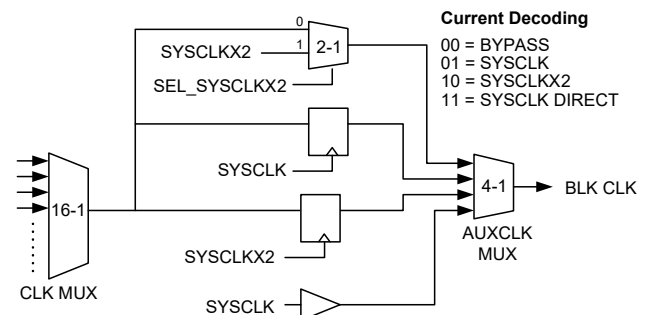 Current Decoding
00 = BYPASS
01 = SYSCLK
10 = SYSCLKX2
11 = SYSCLK DIRECT
0
1
2-1
SYSCLKX2
SEL_SYSCLKX2
SYSCLK
16-1
4-1
BLK CLK
AUXCLK
MUX
SYSCLKX2
CLK MUX
SYSCLK